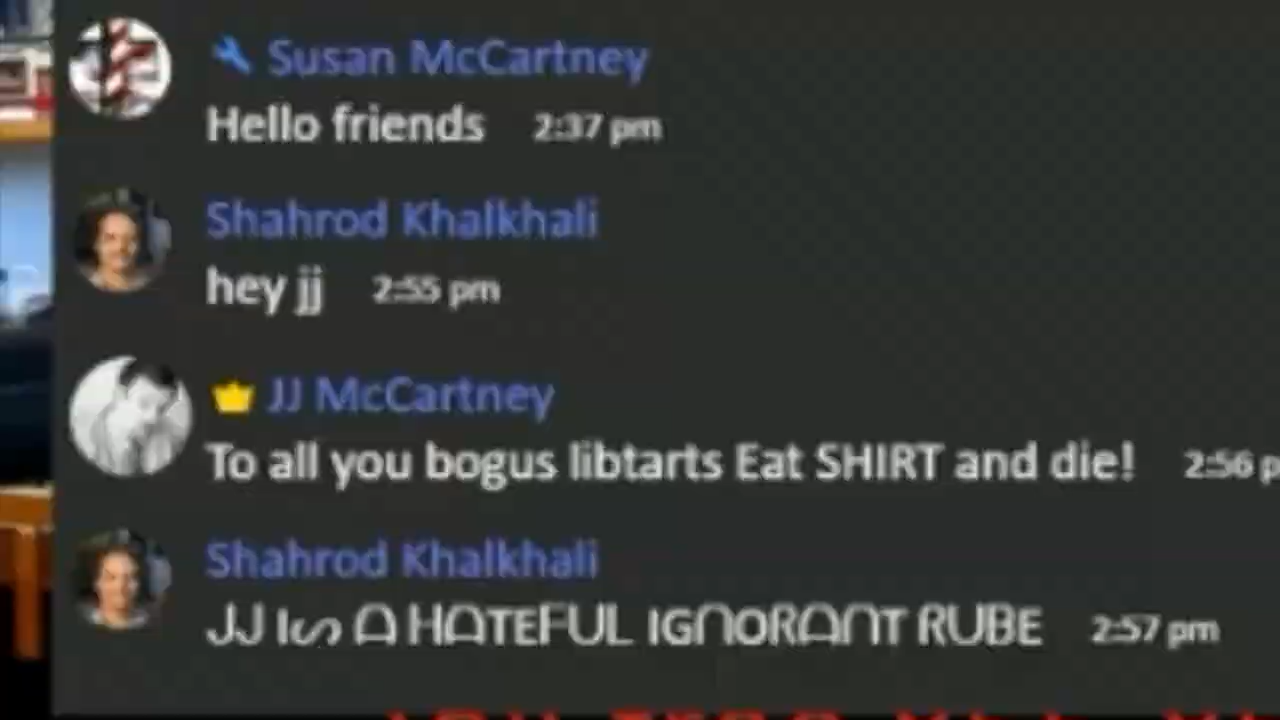 Susan McCartney
Hello friends 2:37 pm
Shahrod Khalkhali
hey jj 2:55 pm
JJ McCartney
To all you bogus libtarts Eat SHIRT and die! 2:56 p
Shahrod Khalkhali
JJ Is A HATEFUL IGNORANT RUBE 2:57 pm